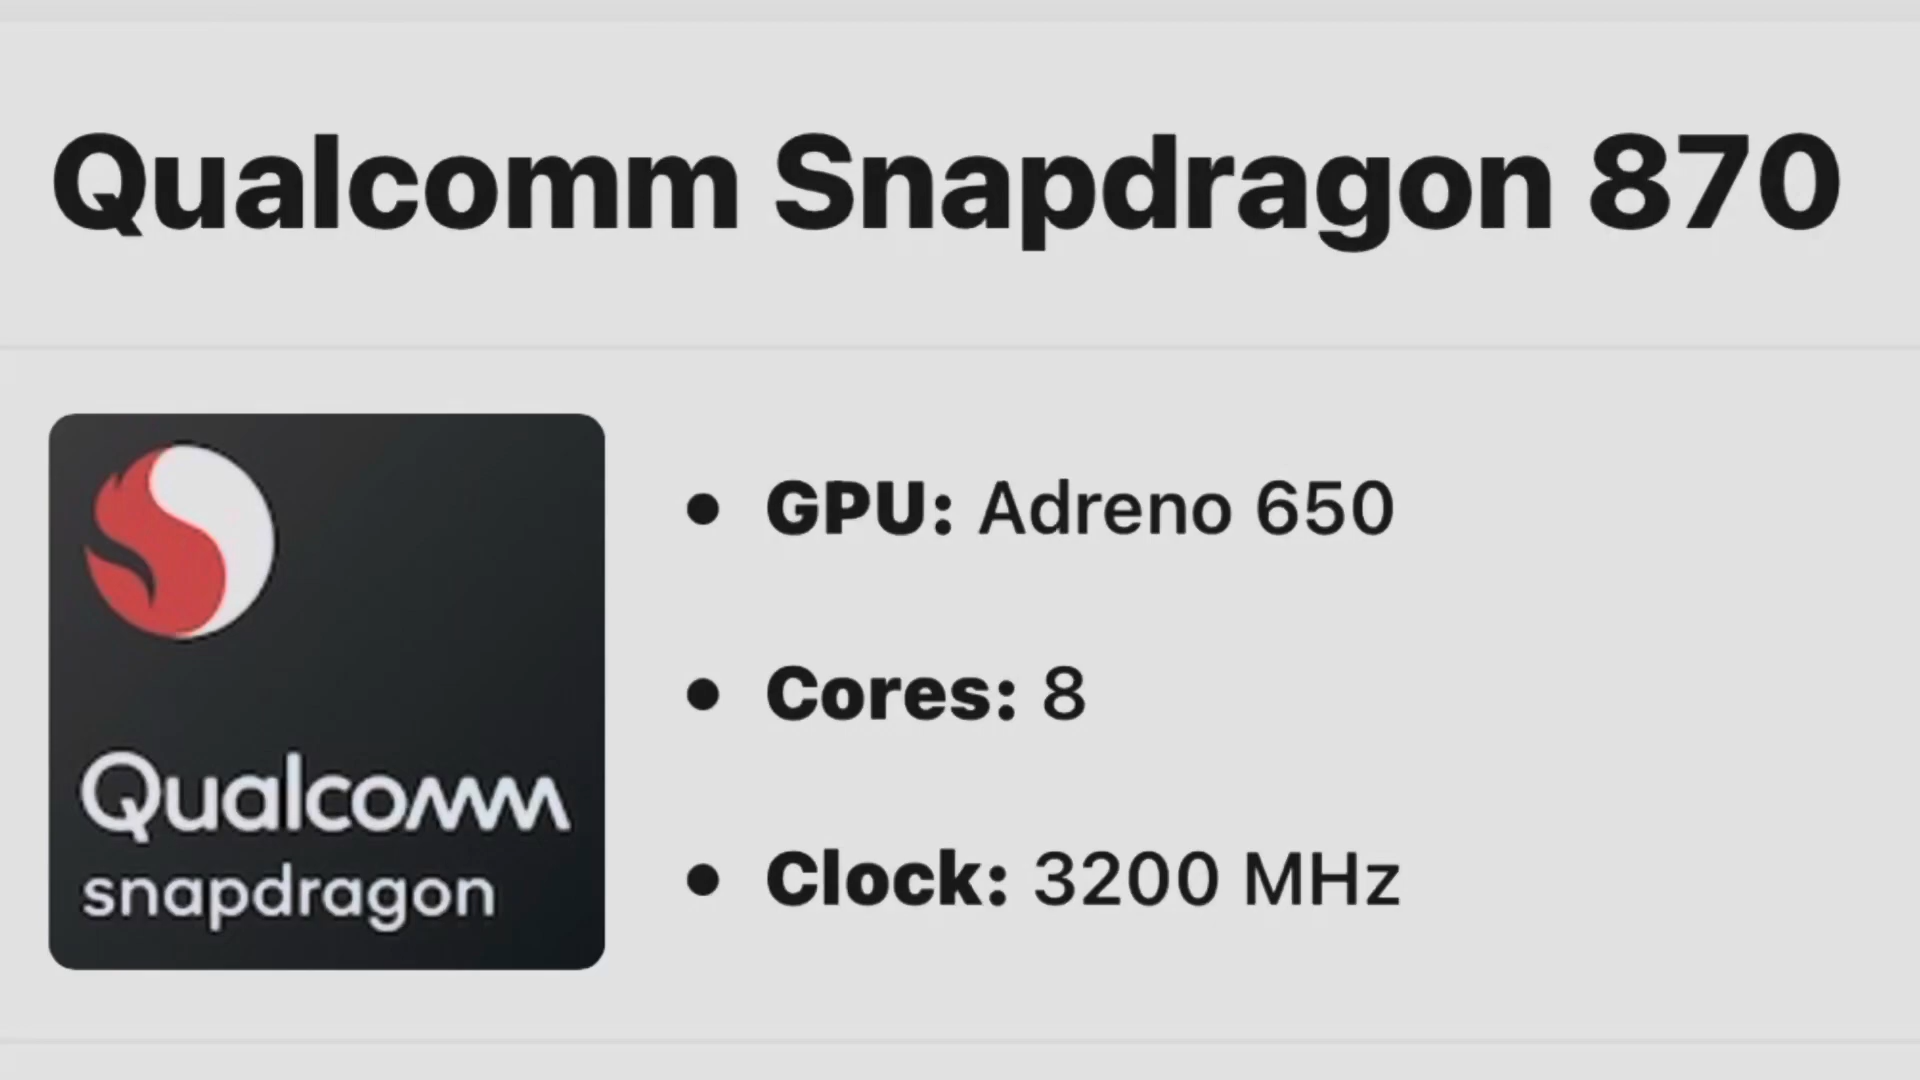 Qualcomm Snapdragon 870
Qualcomm
snapdragon
• GPU: Adreno 650
• Cores: 8
• Clock: 3200 MHz